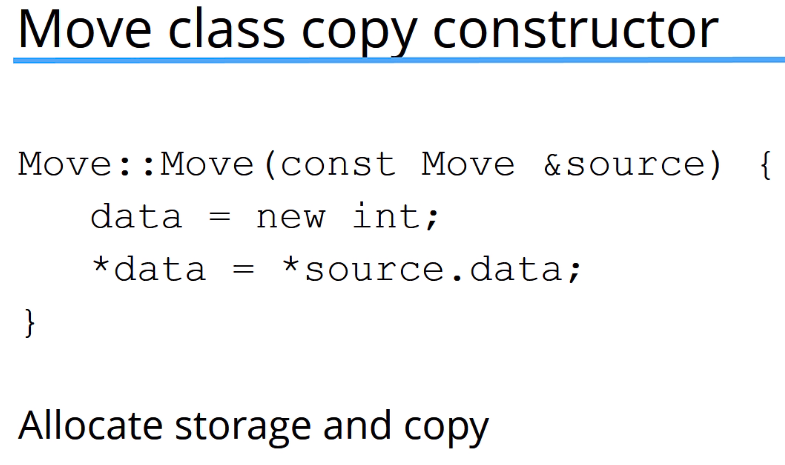 Move class copy constructor
Move::Move(const Move &source) {
data = new int;
*data = *source.data;
}
Allocate storage and copy